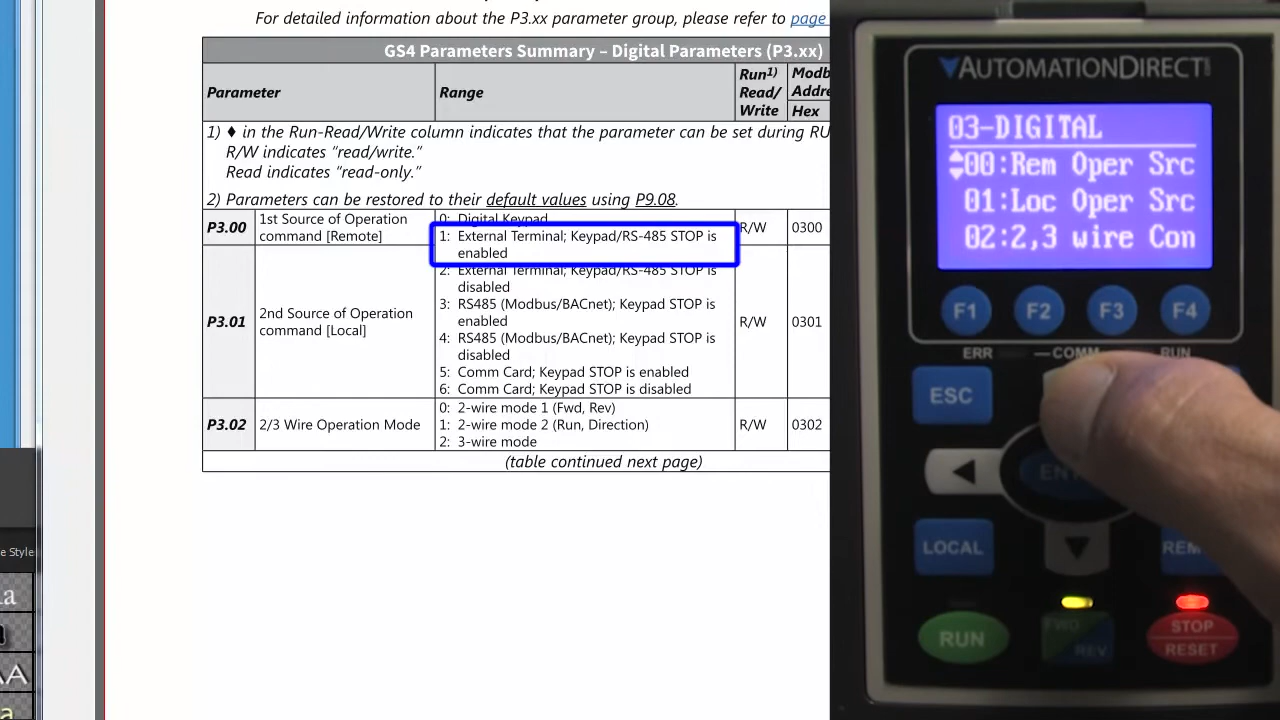 For detailed information about the P3.xx parameter group, please refer to page
GS4 Parameters Summary – Digital Parameters (P3.xx)
Parameter
Range
Run1)
Read/
Write
Hex
1) ♦ in the Run-Read/Write column indicates that the parameter can be set during
R/W indicates “read/write.”
Read indicates “read-only.”
2) Parameters can be restored to their default values using P9.08.
P3.00
1st Source of Operation
command [Remote]
0: Digital Keypad
1: External Terminal; Keypad/RS-485 STOP is
enabled
R/W
0300
2: External Terminal; Keypad/RS-485 STOP is
disabled
3: RS485 (Modbus/BACnet); Keypad STOP is
enabled
4: RS485 (Modbus/BACnet); Keypad STOP is
disabled
5: Comm Card; Keypad STOP is enabled
6: Comm Card; Keypad STOP is disabled
P3.01
2nd Source of Operation
command [Local]
R/W
0301
P3.02
2/3 Wire Operation Mode
0: 2-wire mode 1 (Fwd, Rev)
1: 2-wire mode 2 (Run, Direction)
2: 3-wire mode
R/W
0302
(table continued next page)
AUTOMATIONDIRECT
03-DIGITAL
00:Rem Oper Src
01:Loc Oper Src
02:2,3 wire Con
F1 F2 F3 F4
ERR COMM RUN
ESC
LOCAL
RUN
FWD
REV
STOP
RESET